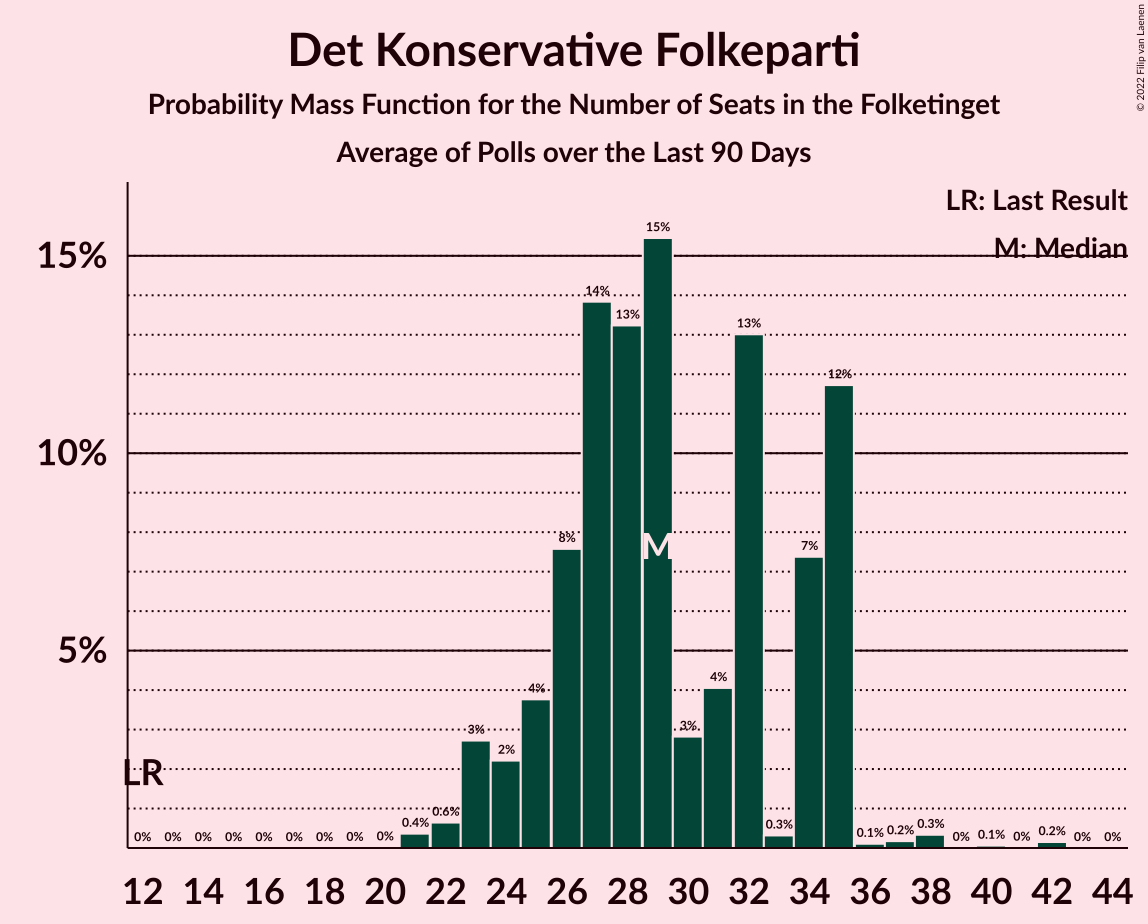 Det Konservative Folkeparti
Probability Mass Function for the Number of Seats in the Folketinget
Average of Polls over the Last 90 Days
© 2022 Filip van Laenen
LR: Last Result
M: Median
15%
10%
5%
0% 0% 0% 0% 0% 0% 0% 0% 0% 0.4% 0.6% 3% 2% 4% 8% 14% 13% 15% 3% 4% 13% 0.3% 7% 12% 0.1% 0.2% 0.3% 0% 0.1% 0% 0.2% 0% 0%
M
LR
12 14 16 18 20 22 24 26 28 30 32 34 36 38 40 42 44